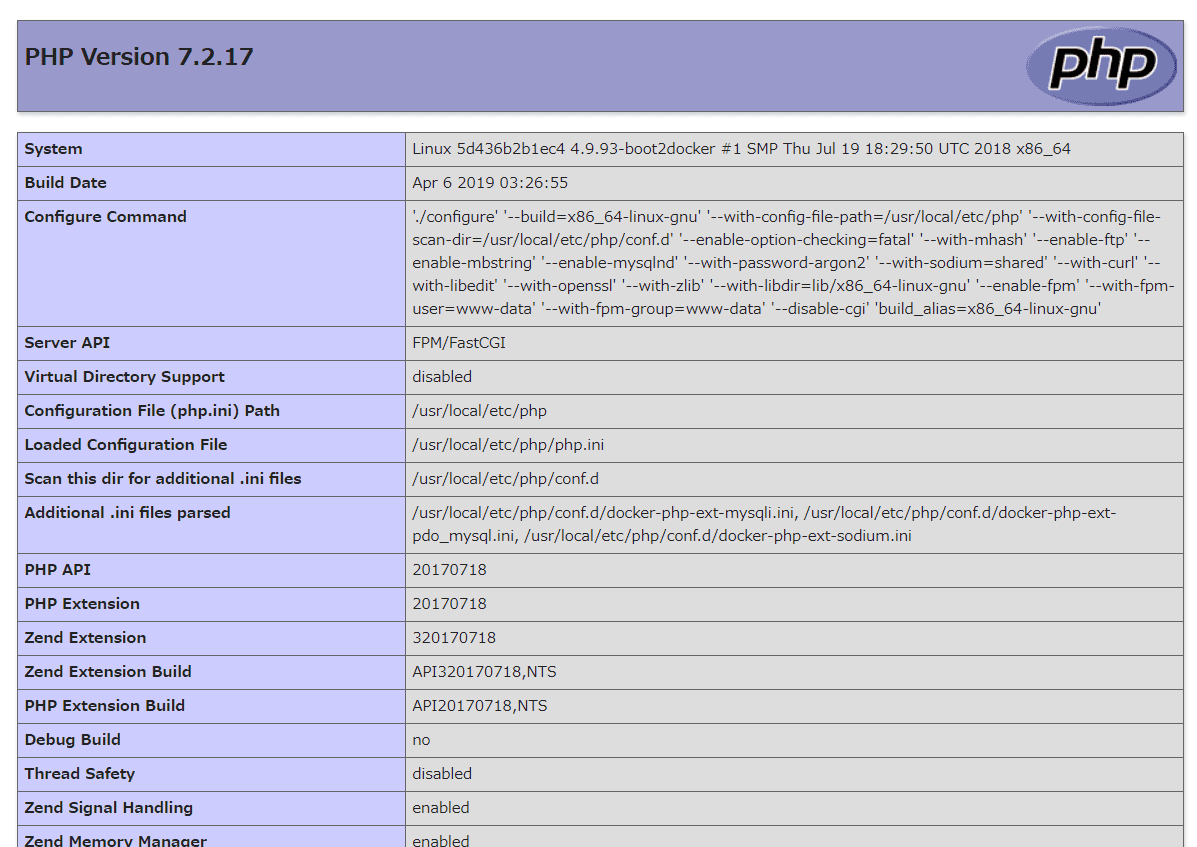 PHP Version 7.2.17
php
System
Linux 5d436b2b1ec4 4.9.93-boot2docker #1 SMP Thu Jul 19 18:29:50 UTC 2018 x86_64
Build Date
Apr 6 2019 03:26:55
Configure Command
'./configure' '--build=x86_64-linux-gnu' '--with-config-file-path=/usr/local/etc/php' '--with-config-file-
scan-dir=/usr/local/etc/php/conf.d' '--enable-option-checking=fatal' '--with-mhash' '--enable-ftp' '--
enable-mbstring' '--enable-mysqlnd' '--with-password-argon2' '--with-sodium=shared' '--with-curl' '--
with-libedit' '--with-openssl' '--with-zlib' '--with-libdir=lib/x86_64-linux-gnu' '--enable-fpm' '--with-fpm-
user=www-data' '--with-fpm-group=www-data' '--disable-cgi' 'build_alias=x86_64-linux-gnu'
Server API
FPM/FastCGI
Virtual Directory Support
disabled
Configuration File (php.ini) Path
/usr/local/etc/php
Loaded Configuration File
/usr/local/etc/php/php.ini
Scan this dir for additional .ini files
/usr/local/etc/php/conf.d
Additional .ini files parsed
/usr/local/etc/php/conf.d/docker-php-ext-mysqli.ini, /usr/local/etc/php/conf.d/docker-php-ext-
pdo_mysql.ini, /usr/local/etc/php/conf.d/docker-php-ext-sodium.ini
PHP API
20170718
PHP Extension
20170718
Zend Extension
320170718
Zend Extension Build
API320170718,NTS
PHP Extension Build
API20170718,NTS
Debug Build
no
Thread Safety
disabled
Zend Signal Handling
enabled
Zend Memory Manager
enabled